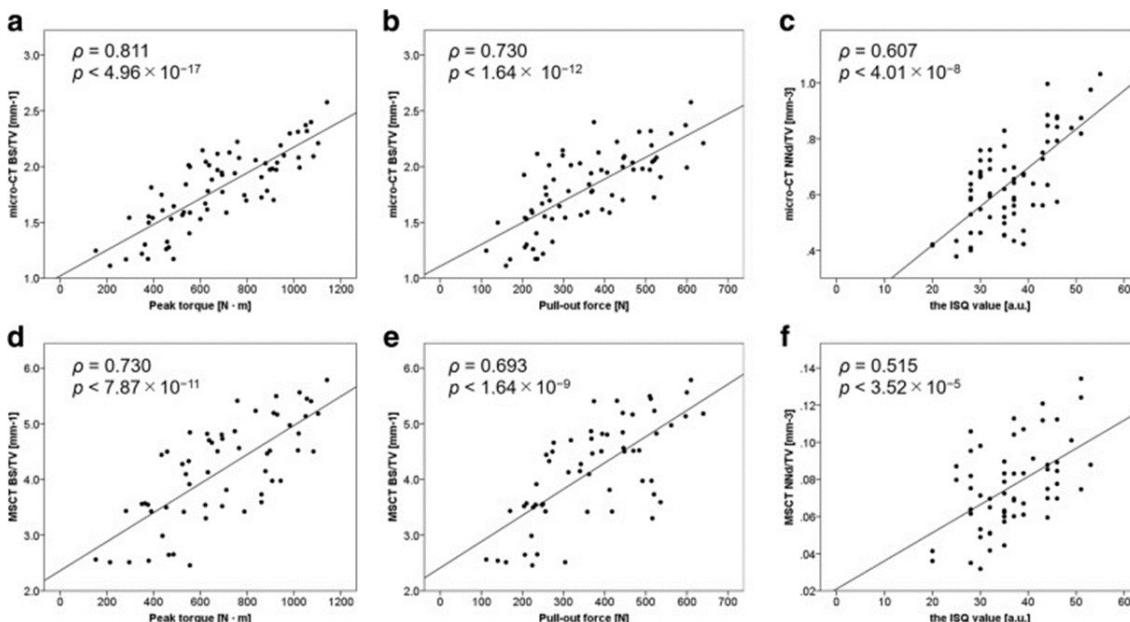 a
ρ = 0.811
p < 4.96 × 10⁻¹⁷
micro-CT BS/TV [mm-1]
3.0
2.5
2.0
1.5
1.0
0 200 400 600 800 1000 1200
Peak torque [N · m]
b
ρ = 0.730
p < 1.64 × 10⁻¹²
micro-CT BS/TV [mm-1]
3.0
2.5
2.0
1.5
1.0
0 100 200 300 400 500 600 700
Pull-out force [N]
c
ρ = 0.607
p < 4.01 × 10⁻⁸
micro-CT NNd/TV [mm-3]
1.0
.8
.6
.4
0 10 20 30 40 50 60
the ISQ value [a.u.]
d
ρ = 0.730
p < 7.87 × 10⁻¹¹
MSCT BS/TV [mm-1]
6.0
5.0
4.0
3.0
2.0
0 200 400 600 800 1000 1200
Peak torque [N · m]
e
ρ = 0.693
p < 1.64 × 10⁻⁹
MSCT BS/TV [mm-1]
6.0
5.0
4.0
3.0
2.0
0 100 200 300 400 500 600 700
Pull-out force [N]
f
ρ = 0.515
p < 3.52 × 10⁻⁵
MSCT NNd/TV [mm-3]
.14
.12
.10
.08
.06
.04
.02
0 10 20 30 40 50 60
the ISQ value [a.u.]